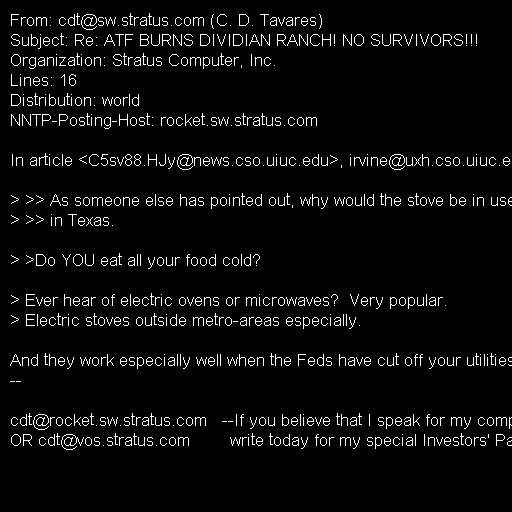 From: cdt@sw.stratus.com (C. D. Tavares)
Subject: Re: ATF BURNS DIVIDIAN RANCH! NO SURVIVORS!!!
Organization: Stratus Computer, Inc.
Lines: 16
Distribution: world
NNTP-Posting-Host: rocket.sw.stratus.com
In article <C5sv88.HJy@news.cso.uiuc.edu>, irvine@uxh.cso.uiuc.e
> >> As someone else has pointed out, why would the stove be in use
> >> in Texas.
> >Do YOU eat all your food cold?
> Ever hear of electric ovens or microwaves?  Very popular.
> Electric stoves outside metro-areas especially.
And they work especially well when the Feds have cut off your utilities
--
cdt@rocket.sw.stratus.com   --If you believe that I speak for my comp
OR cdt@vos.stratus.com        write today for my special Investors' Pa